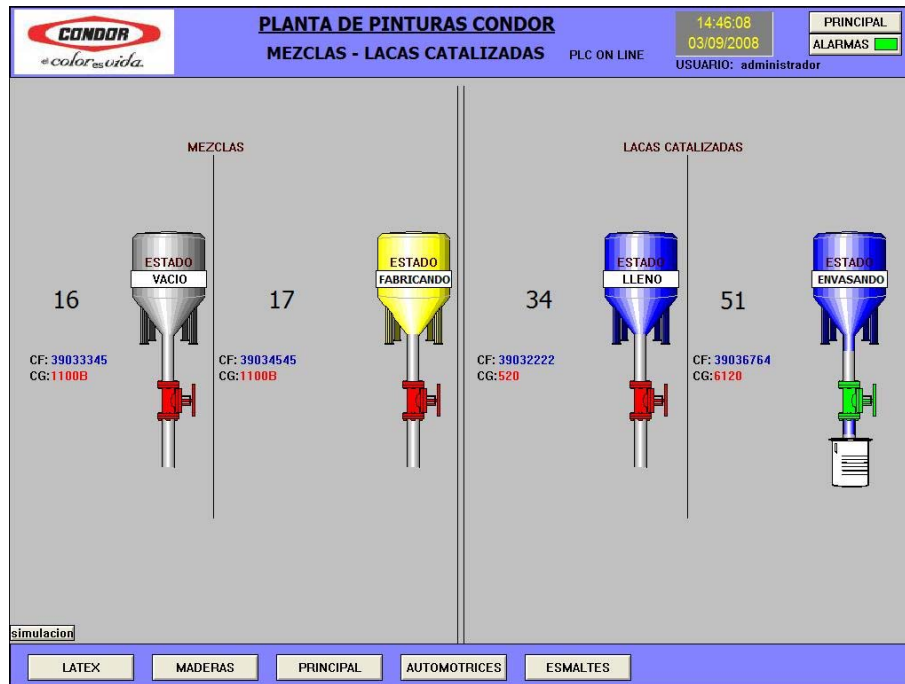 CONDOR
el color es vida.
PLANTA DE PINTURAS CONDOR
MEZCLAS - LACAS CATALIZADAS PLC ON LINE
14:46:08
03/09/2008
USUARIO: administrador
PRINCIPAL
ALARMAS
MEZCLAS
LACAS CATALIZADAS
16
ESTADO
VACIO
CF: 39033345
CG:1100B
17
ESTADO
FABRICANDO
CF: 39034545
CG:1100B
34
ESTADO
LLENO
CF: 39032222
CG:520
51
ESTADO
ENVASANDO
CF: 39036764
CG:6120
simulacion
LATEX
MADERAS
PRINCIPAL
AUTOMOTRICES
ESMALTES